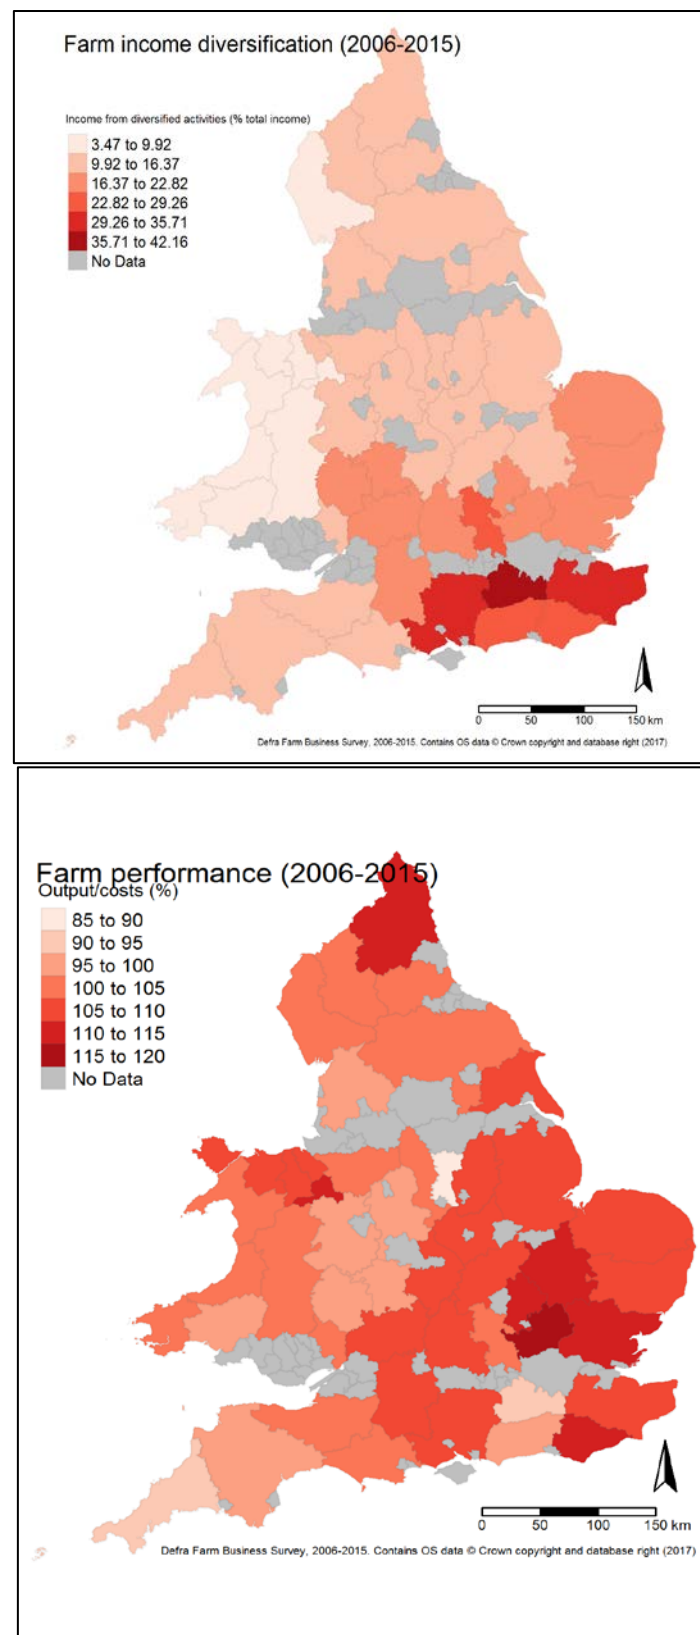 Farm income diversification (2006-2015)
Income from diversified activities (% total income)
3.47 to 9.92
9.92 to 16.37
16.37 to 22.82
22.82 to 29.26
29.26 to 35.71
35.71 to 42.16
No Data
0 50 100 150 km
Defra Farm Business Survey, 2006-2015. Contains OS data © Crown copyright and database right (2017)
Farm performance (2006-2015)
Output/costs (%)
85 to 90
90 to 95
95 to 100
100 to 105
105 to 110
110 to 115
115 to 120
No Data
0 50 100 150 km
Defra Farm Business Survey, 2006-2015. Contains OS data © Crown copyright and database right (2017)